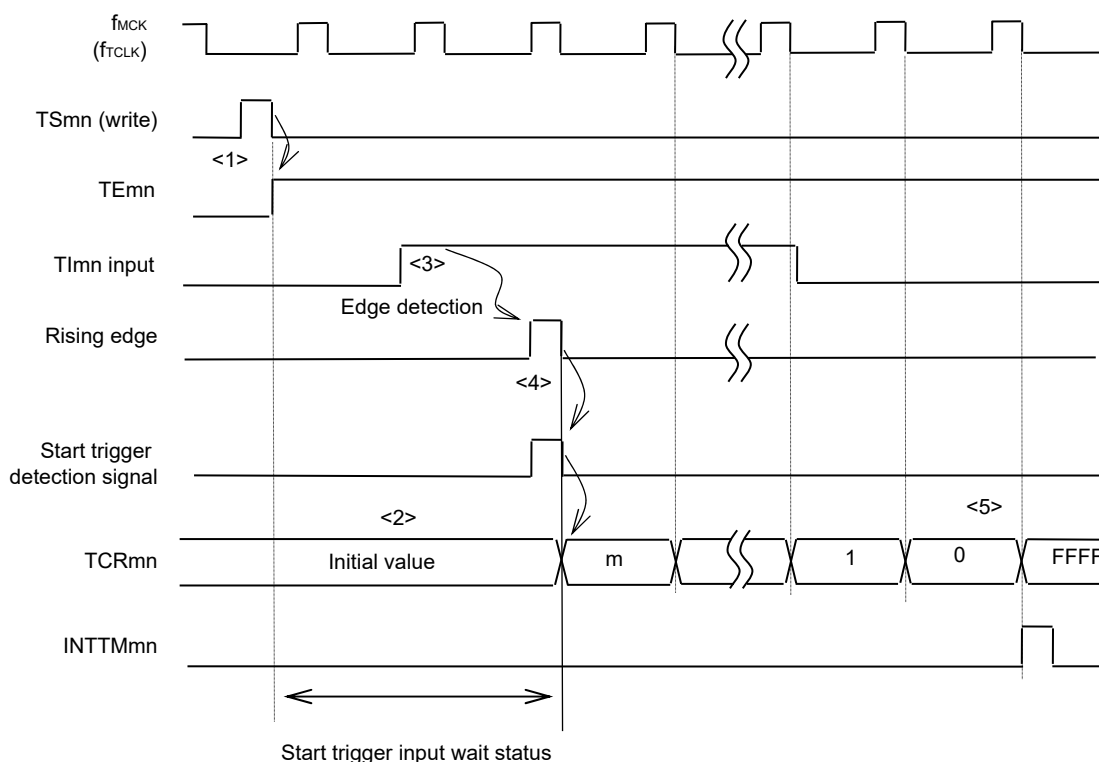 fMCK
(fTCLK)
TSmn (write)
<1>
TEmn
TImn input
<3>
Edge detection
Rising edge
<4>
Start trigger
detection signal
<2>
<5>
TCRmn
Initial value
m
1
0
FFFF
INTTMmn
Start trigger input wait status